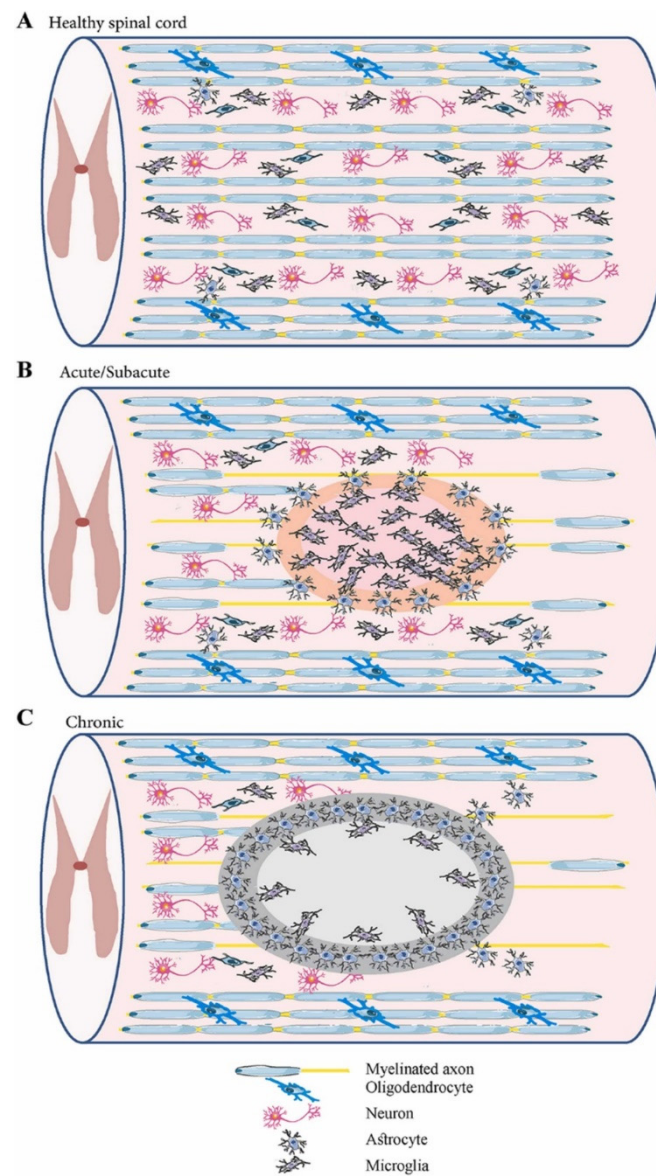 A Healthy spinal cord
B Acute/Subacute
C Chronic
Myelinated axon
Oligodendrocyte
Neuron
Astrocyte
Microglia